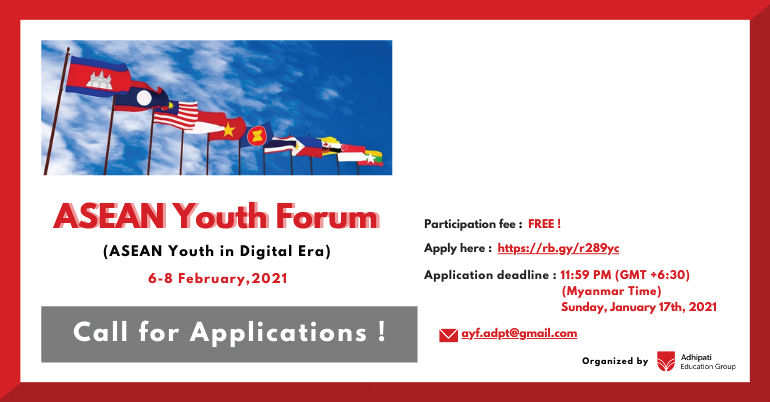 ASEAN Youth Forum
(ASEAN Youth in Digital Era)
6-8 February,2021
Call for Applications !
Participation fee : FREE !
Apply here : https://rb.gy/r289yc
Application deadline : 11:59 PM (GMT +6:30)
(Myanmar Time)
Sunday, January 17th, 2021
ayf.adpt@gmail.com
Organized by
Adhipati
Education Group